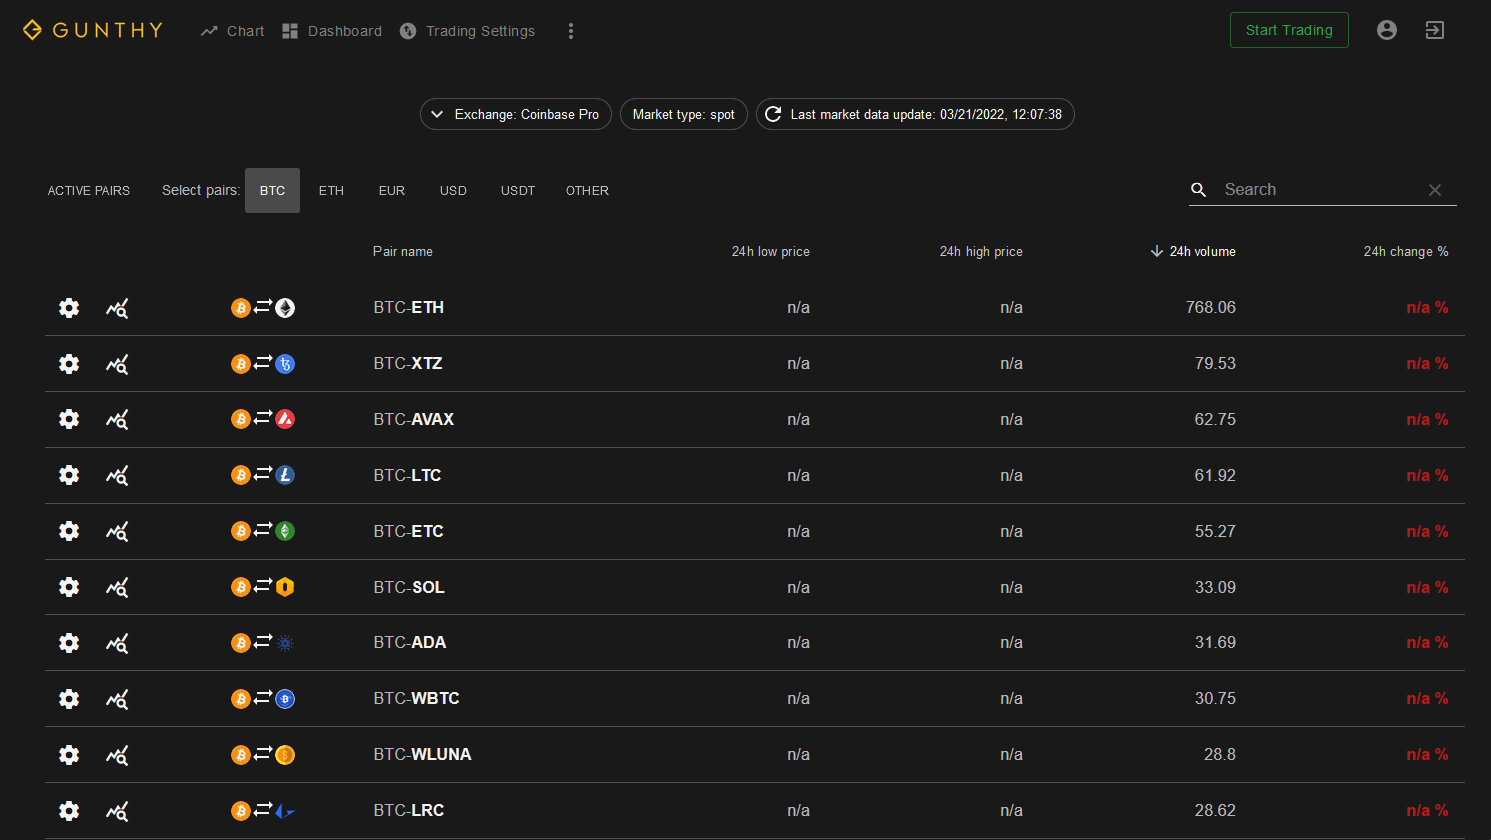 GUNTHY Chart Dashboard Trading Settings Start Trading
Exchange: Coinbase Pro Market type: spot Last market data update: 03/21/2022, 12:07:38
ACTIVE PAIRS Select pairs: BTC ETH EUR USD USDT OTHER Search
Pair name 24h low price 24h high price 24h volume 24h change %
BTC-ETH n/a n/a 768.06 n/a %
BTC-XTZ n/a n/a 79.53 n/a %
BTC-AVAX n/a n/a 62.75 n/a %
BTC-LTC n/a n/a 61.92 n/a %
BTC-ETC n/a n/a 55.27 n/a %
BTC-SOL n/a n/a 33.09 n/a %
BTC-ADA n/a n/a 31.69 n/a %
BTC-WBTC n/a n/a 30.75 n/a %
BTC-WLUNA n/a n/a 28.8 n/a %
BTC-LRC n/a n/a 28.62 n/a %